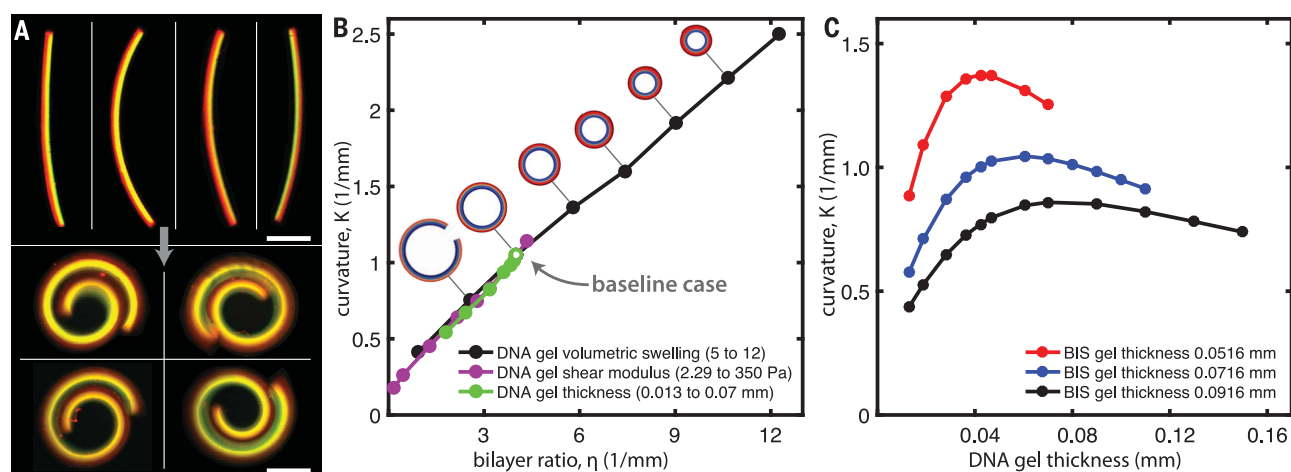 A
B
C
curvature, K (1/mm)
2.5
2
1.5
1
0.5
0
3
6
9
12
bilayer ratio, η (1/mm)
baseline case
DNA gel volumetric swelling (5 to 12)
DNA gel shear modulus (2.29 to 350 Pa)
DNA gel thickness (0.013 to 0.07 mm)
curvature, K (1/mm)
1.5
1.0
0.5
0
0.04
0.08
0.12
0.16
DNA gel thickness (mm)
BIS gel thickness 0.0516 mm
BIS gel thickness 0.0716 mm
BIS gel thickness 0.0916 mm